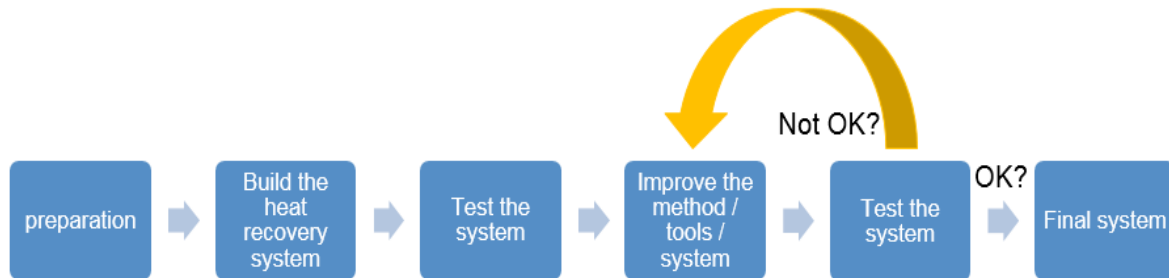 Not OK?
preparation
Build the
heat
recovery
system
Test the
system
Improve the
method /
tools /
system
Test the
system
OK?
Final system